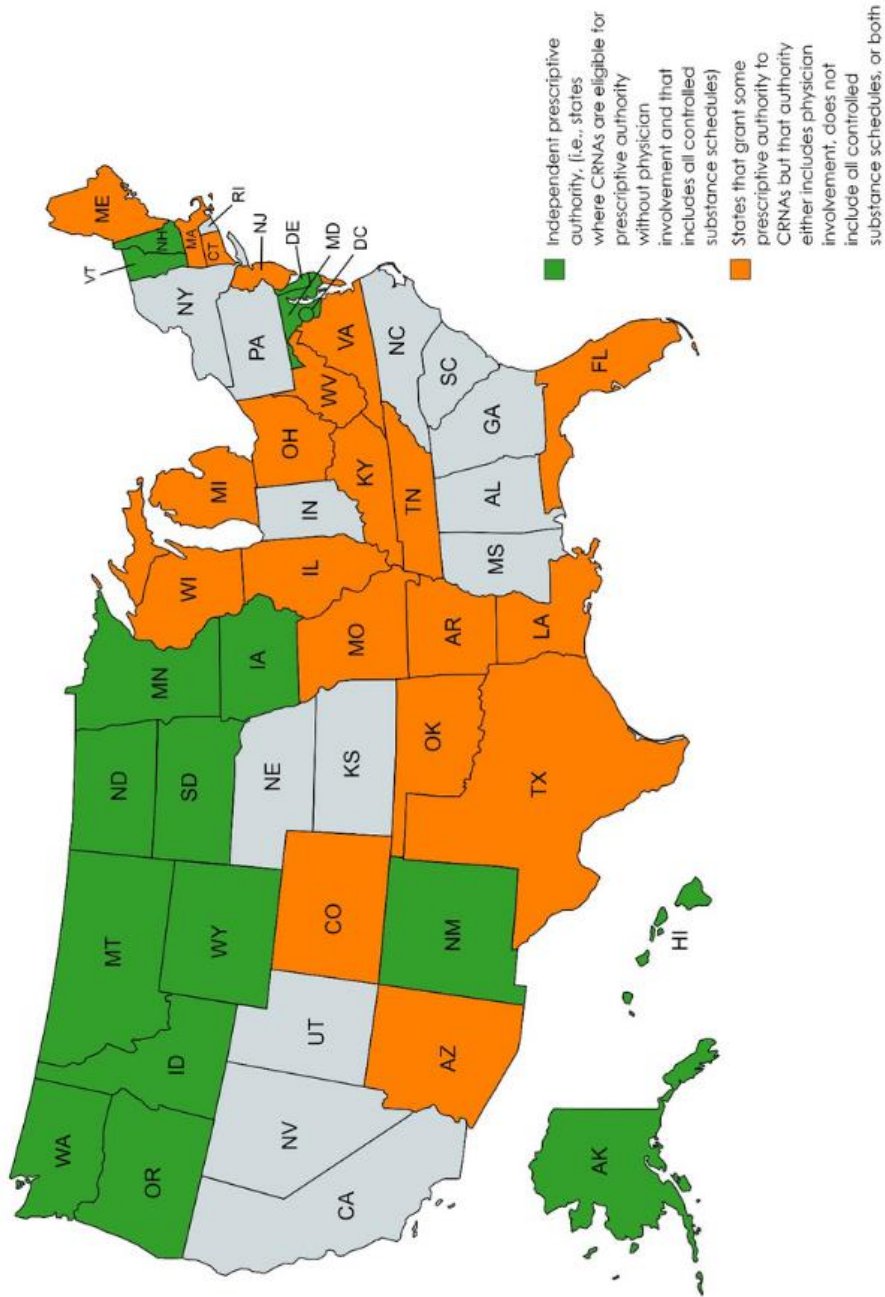 WA
OR
CA
NV
ID
MT
WY
UT
AZ
CO
NM
ND
SD
NE
KS
OK
TX
MN
IA
MO
AR
LA
WI
IL
MI
IN
OH
KY
TN
MS
AL
GA
FL
SC
NC
VA
WV
PA
NY
VT
NH
ME
MA
CT
RI
NJ
DE
MD
DC
AK
HI
Independent prescriptive
authority, (i.e., states
where CRNAs are eligible for
prescriptive authority
without physician
involvement and that
includes all controlled
substance schedules)
States that grant some
prescriptive authority to
CRNAs but that authority
either includes physician
involvement, does not
include all controlled
substance schedules, or both